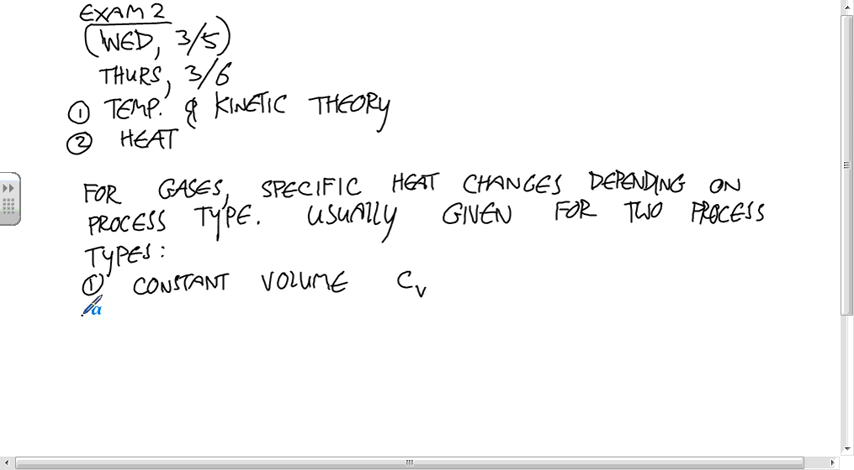 EXAM 2
(WED, 3/5)
THURS, 3/6
① TEMP. & KINETIC THEORY
② HEAT
FOR GASES, SPECIFIC HEAT CHANGES DEPENDING ON
PROCESS TYPE. USUALLY GIVEN FOR TWO PROCESS
TYPES:
① CONSTANT VOLUME C_V